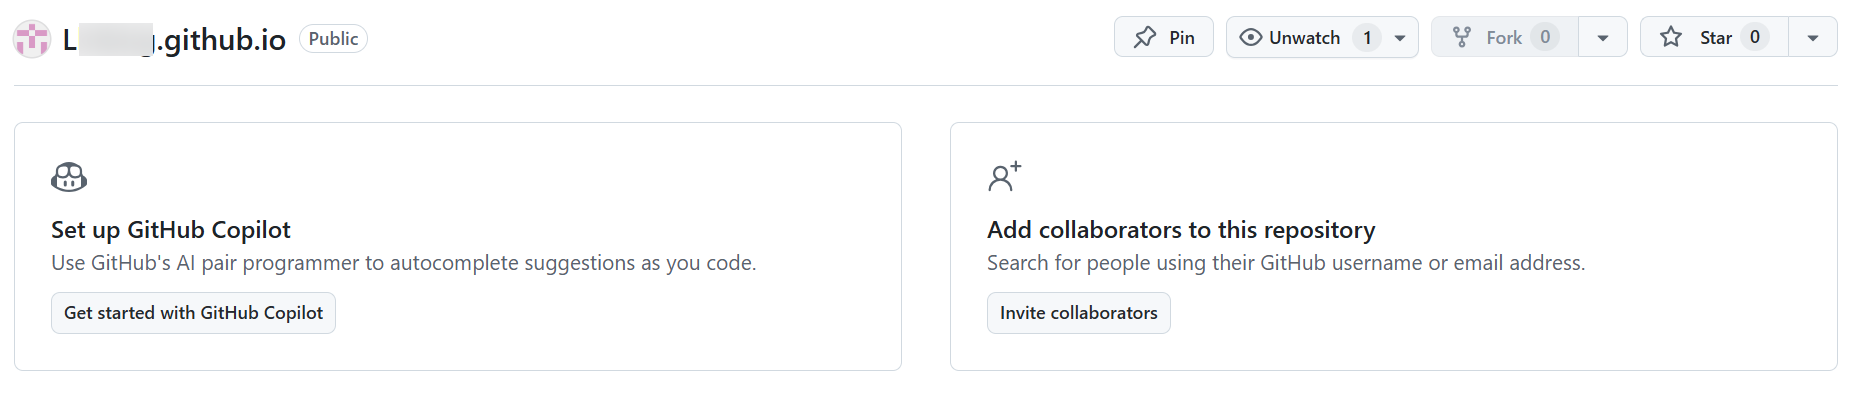 .github.io Public Pin Unwatch 1 Fork 0 Star 0
Set up GitHub Copilot
Use GitHub's AI pair programmer to autocomplete suggestions as you code.
Get started with GitHub Copilot
Add collaborators to this repository
Search for people using their GitHub username or email address.
Invite collaborators